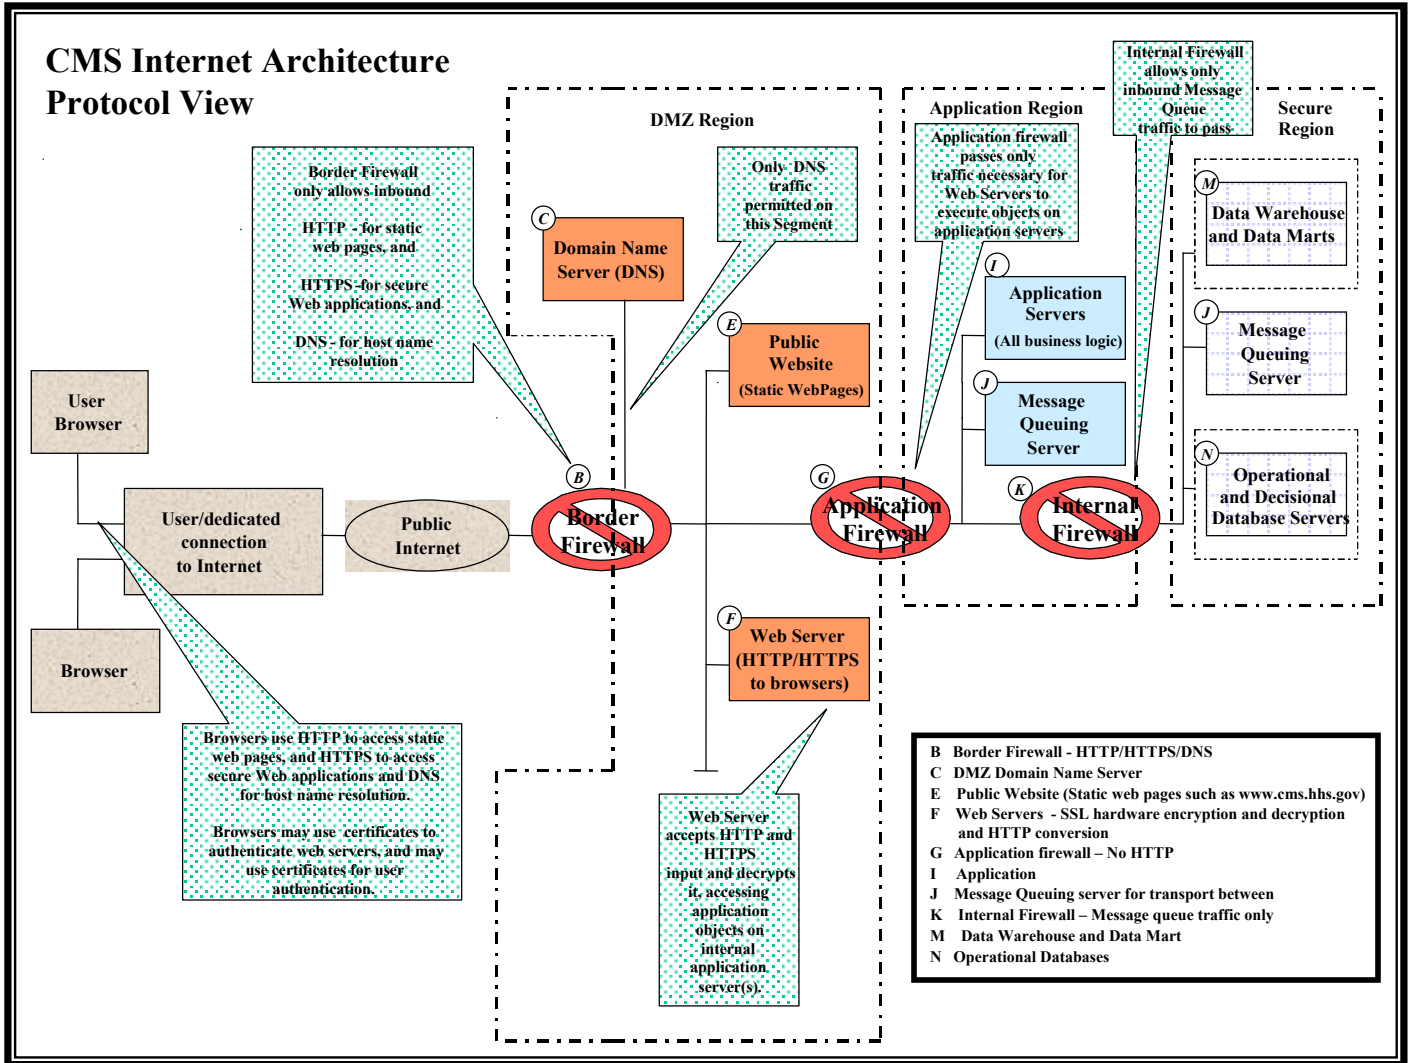 CMS Internet Architecture
Protocol View
Border Firewall
only allows inbound
HTTP - for static
web pages, and
HTTPS -for secure
Web applications, and
DNS - for host name
resolution
DMZ Region
Only DNS
traffic
permitted on
this Segment
Application Region
Application firewall
passes only
traffic necessary for
Web Servers to
execute objects on
application servers
Internal Firewall
allows only
inbound Message
Queue
traffic to pass
Secure
Region
C
Domain Name
Server (DNS)
E
Public
Website
(Static WebPages)
I
Application
Servers
(All business logic)
J
Message
Queuing
Server
M
Data Warehouse
and Data Marts
J
Message
Queuing
Server
N
Operational
and Decisional
Database Servers
User
Browser
User/dedicated
connection
to Internet
Public
Internet
B
Border
Firewall
G
Application
Firewall
K
Internal
Firewall
Browser
F
Web Server
(HTTP/HTTPS
to browsers)
Browsers use HTTP to access static
web pages, and HTTPS to access
secure Web applications and DNS
for host name resolution.
Browsers may use certificates to
authenticate web servers, and may
use certificates for user
authentication.
Web Server
accepts HTTP and
HTTPS
input and decrypts
it, accessing
application
objects on
internal
application
server(s).
B Border Firewall - HTTP/HTTPS/DNS
C DMZ Domain Name Server
E Public Website (Static web pages such as www.cms.hhs.gov)
F Web Servers - SSL hardware encryption and decryption
and HTTP conversion
G Application firewall – No HTTP
I Application
J Message Queuing server for transport between
K Internal Firewall – Message queue traffic only
M Data Warehouse and Data Mart
N Operational Databases